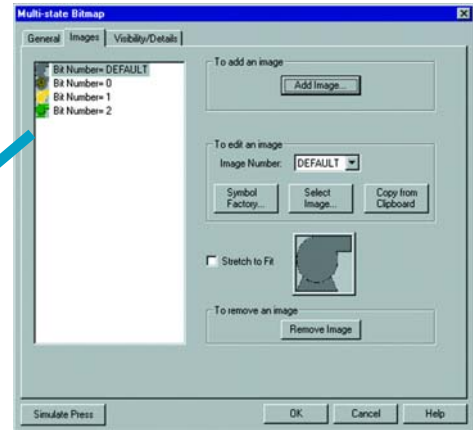 Multi-state Bitmap
General Images Visibility/Details
Bit Number= DEFAULT
Bit Number= 0
Bit Number= 1
Bit Number= 2
To add an image
Add Image...
To edit an image
Image Number: DEFAULT
Symbol Factory...
Select Image...
Copy from Clipboard
Stretch to Fit
To remove an image
Remove Image
Simulate Press OK Cancel Help